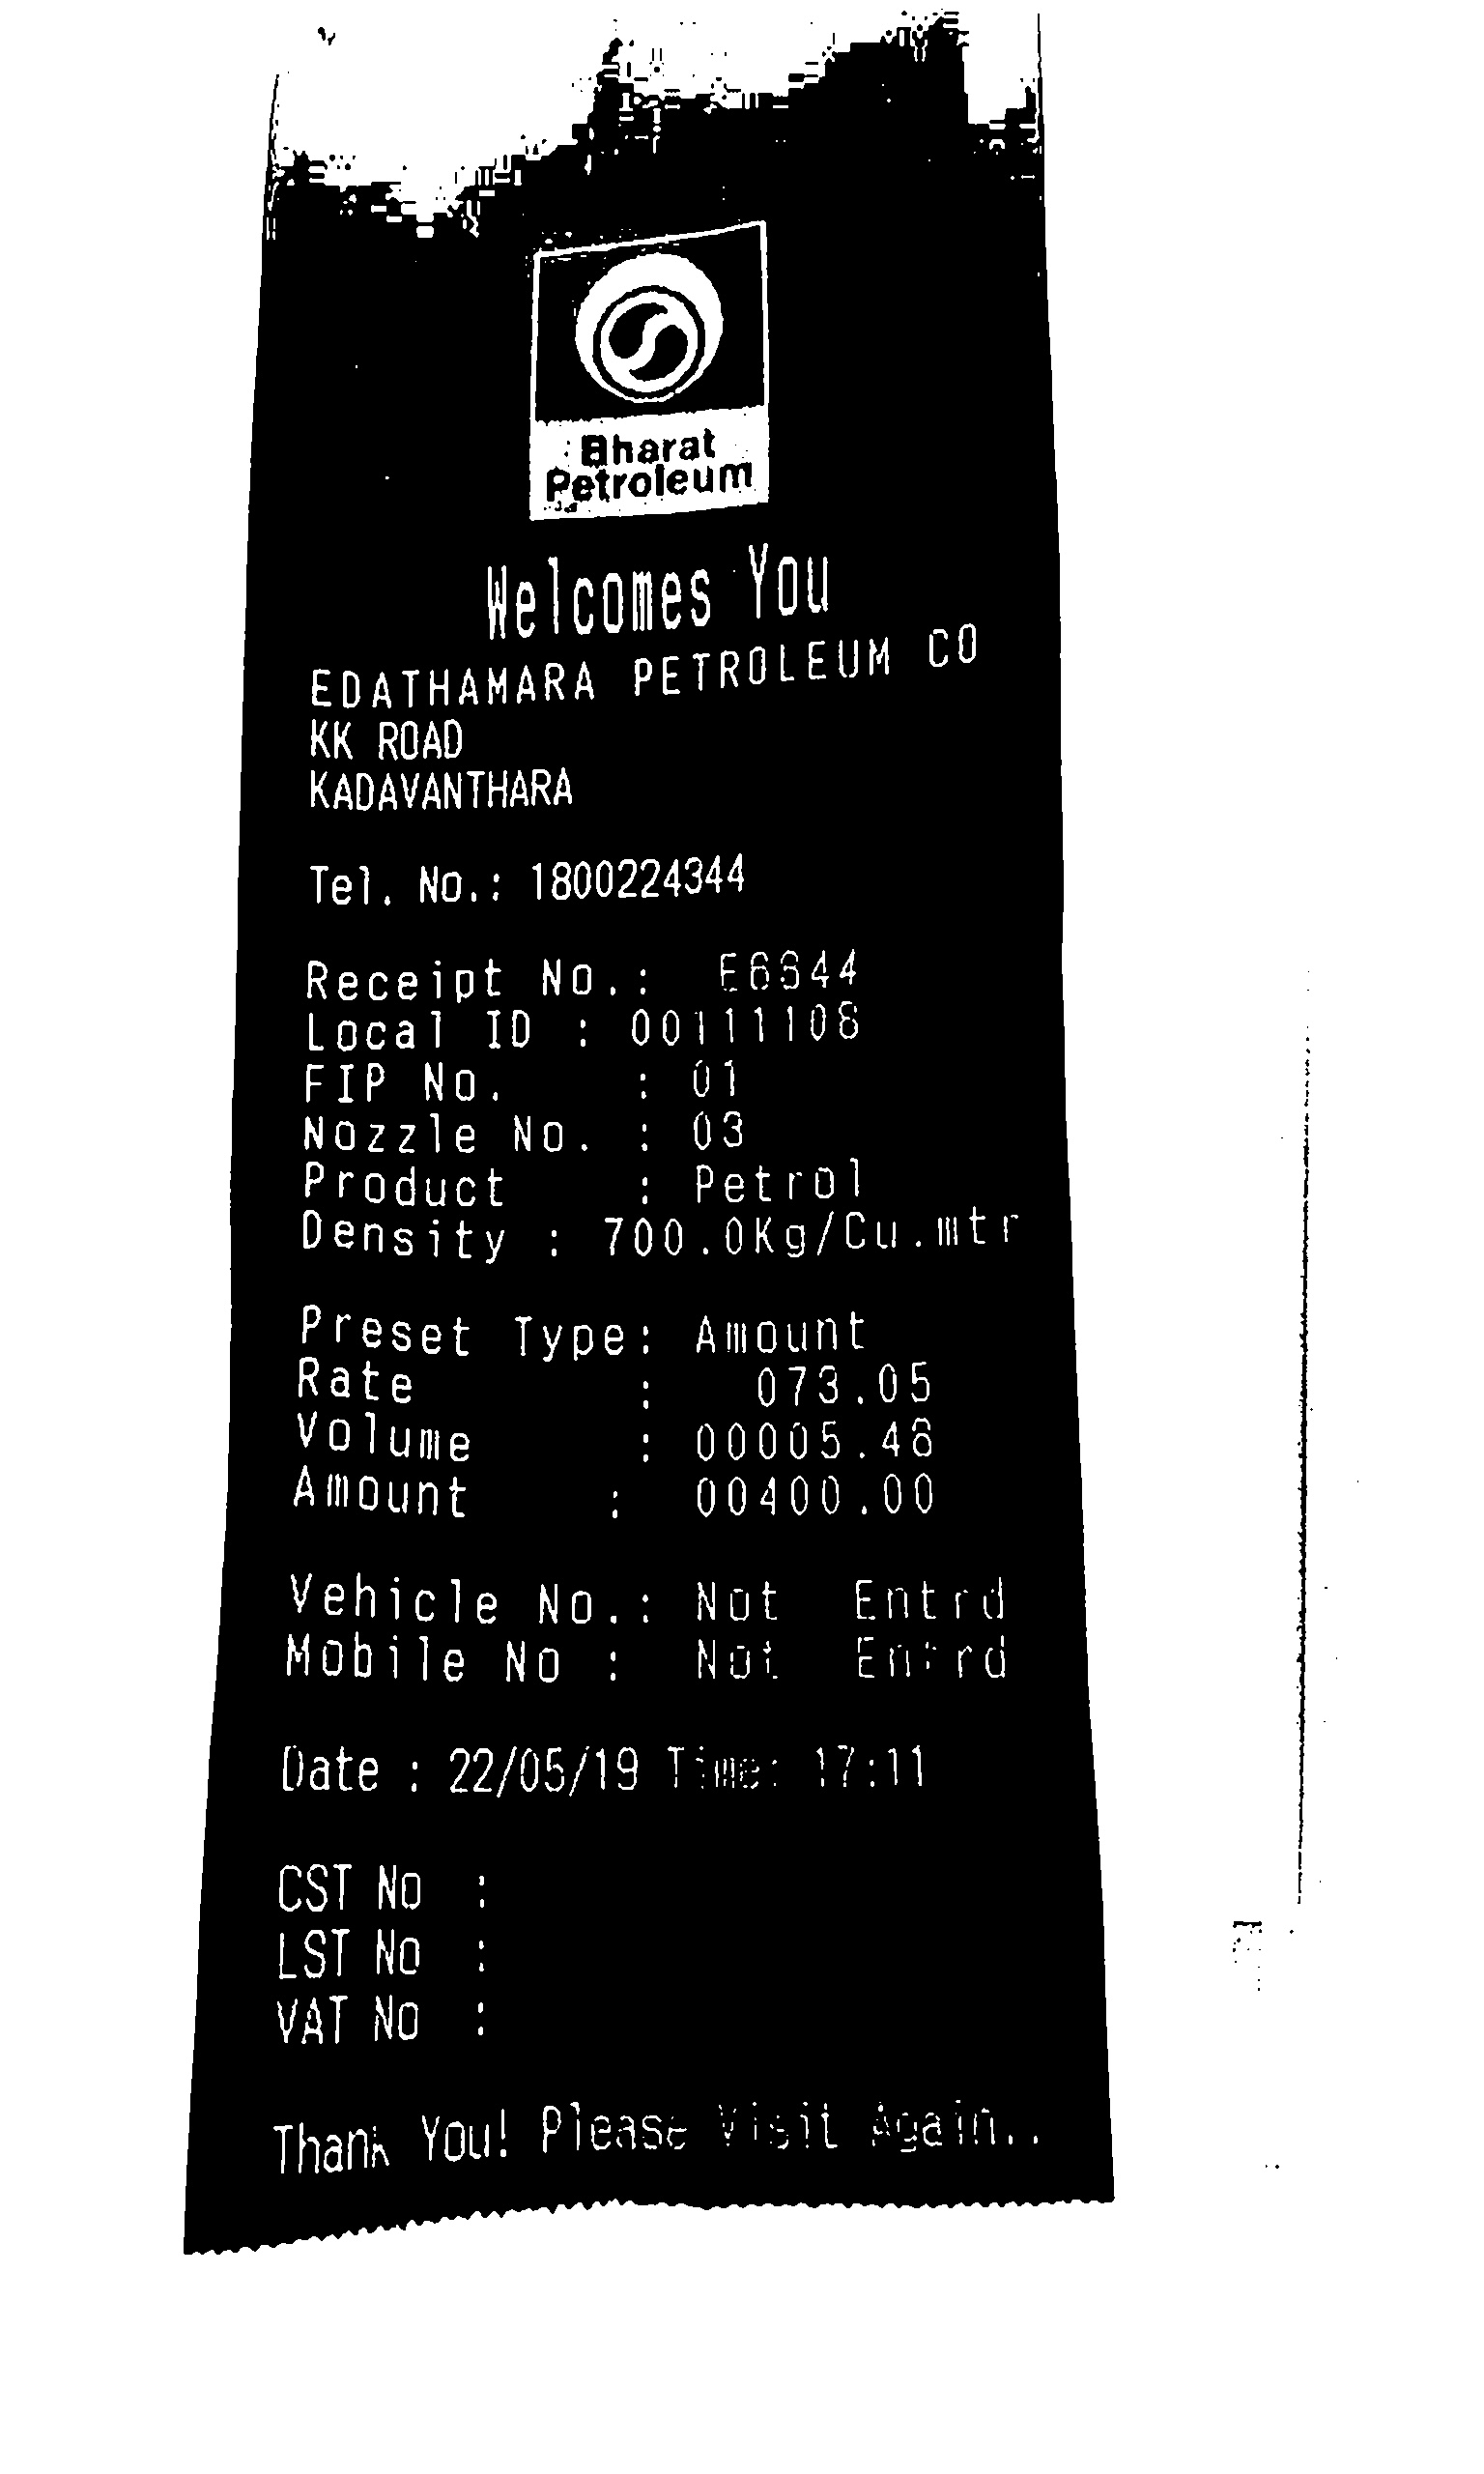 Bharat
Petroleum
Welcomes You
EDATHAMARA PETROLEUM CO
KK ROAD
KADAVANTHARA
Tel. No.: 1800224344
Receipt No.:
Local ID : 00111108
FIP No. : 01
Nozzle No. : 03
Product : Petrol
Density : 700.0Kg/Cu.mtr
Preset Type: Amount
Rate : 073.05
Volume : 00005.48
Amount : 00400.00
Vehicle No.: Not Entrd
Mobile No : Not Entrd
Date : 22/05/19 Time: 17:11
CST No :
LST No :
VAT No :
Thank You! Please Visit Again..